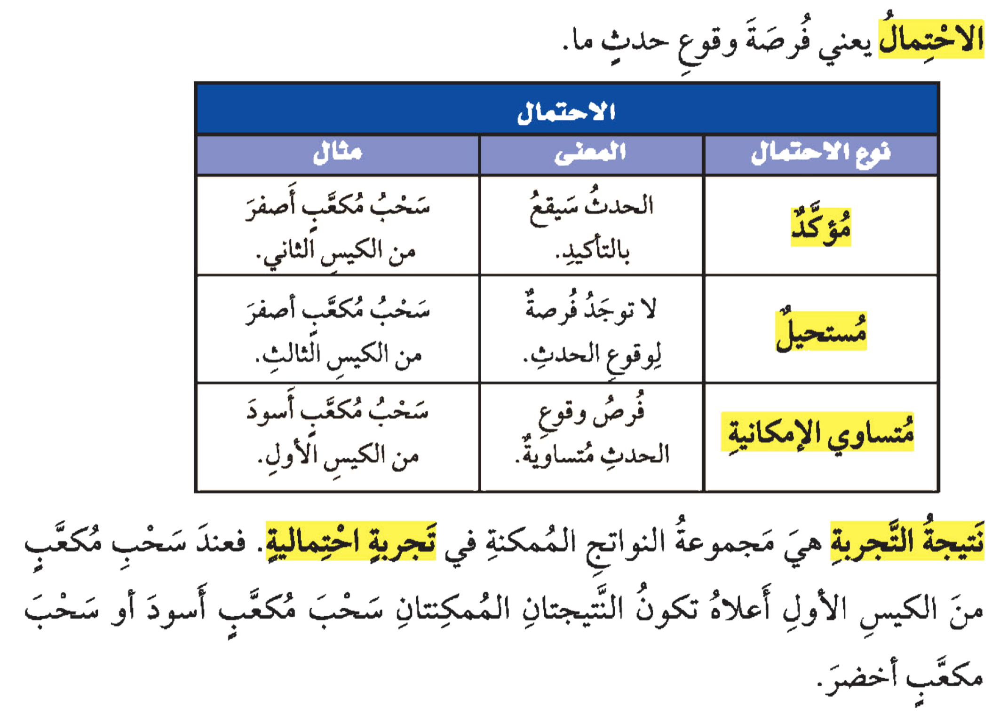 الاحْتِمالُ يعني فُرصَةَ وقوعِ حدثٍ ما.
الاحتمال
نوع الاحتمال المعنى مثال
مُؤكَّدٌ
الحدثُ سَيقعُ
بالتأكيدِ.
سَحْبُ مُكعَّبٍ أَصفرَ
من الكيسِ الثاني.
مُستحيلٌ
لا توجَدُ فُرصةٌ
لِوقوعِ الحدثِ.
سَحْبُ مُكعَّبٍ أصفرَ
من الكيسِ الثالثِ.
مُتساوي الإمكانيةِ
فُرصُ وقوعِ
الحدثِ مُتساويةٌ.
سَحْبُ مُكعَّبٍ أَسودَ
من الكيسِ الأولِ.
نَتيجةُ التَّجربةِ هيَ مَجموعةُ النواتجِ المُمكنةِ في تَجربةٍ احْتِماليةٍ. فعندَ سَحْبِ مُكعَّبٍ
منَ الكيسِ الأولِ أَعلاهُ تكونُ النَّتيجتانِ المُمكِنتانِ سَحْبَ مُكعَّبٍ أَسودَ أو سَحْبَ
مكعَّبٍ أخضرَ.